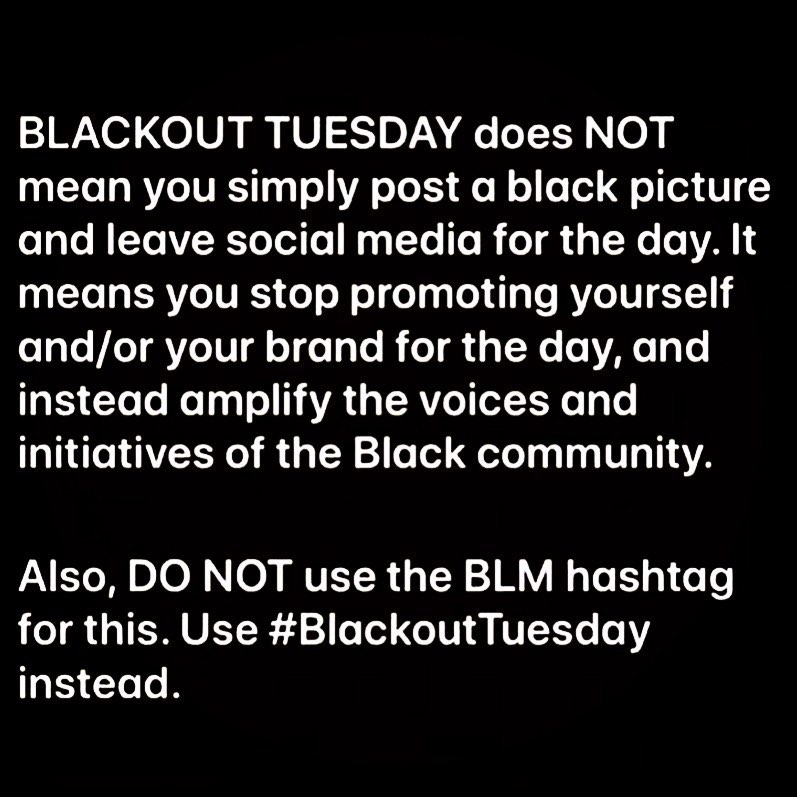 BLACKOUT TUESDAY does NOT
mean you simply post a black picture
and leave social media for the day. It
means you stop promoting yourself
and/or your brand for the day, and
instead amplify the voices and
initiatives of the Black community.
Also, DO NOT use the BLM hashtag
for this. Use #BlackoutTuesday
instead.